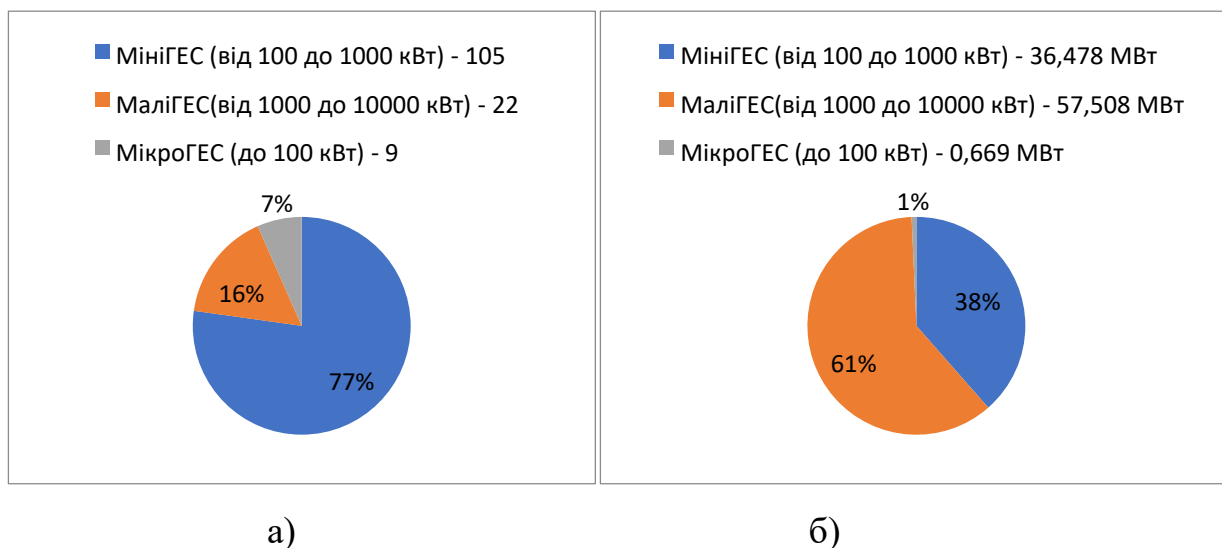 МініГЕС (від 100 до 1000 кВт) - 105
МаліГЕС(від 1000 до 10000 кВт) - 22
МікроГЕС (до 100 кВт) - 9
7%
16%
77%
а)
МініГЕС (від 100 до 1000 кВт) - 36,478 МВт
МаліГЕС(від 1000 до 10000 кВт) - 57,508 МВт
МікроГЕС (до 100 кВт) - 0,669 МВт
1%
38%
61%
б)